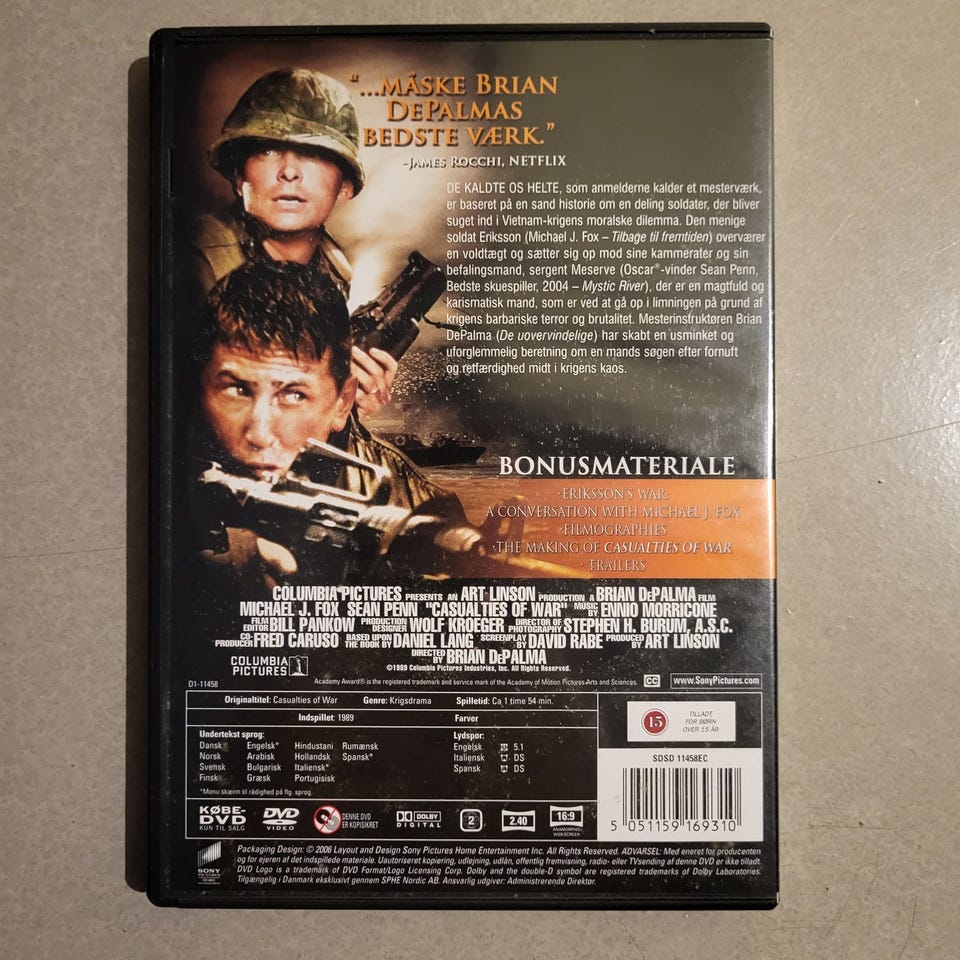 “...MÅSKE BRIAN
DEPALMAS
BEDSTE VÆRK.”
-JAMES ROCCHI, NETFLIX
DE KALDTE OS HELTE, som anmelderne kalder et mesterværk,
er baseret på en sand historie om en deling soldater, der bliver
suget ind i Vietnam-krigens moralske dilemma. Den menige
soldat Eriksson (Michael J. Fox – Tilbage til fremtiden) overværer
en voldtægt og sætter sig op mod sine kammerater og sin
befalingsmand, sergent Meserve (Oscar®-vinder Sean Penn,
Bedste skuespiller, 2004 – Mystic River), der er en magtfuld og
karismatisk mand, som er ved at gå op i limningen på grund af
krigens barbariske terror og brutalitet. Mesterinstruktøren Brian
DePalma (De uovervindelige) har skabt en usminket og
uforglemmelig beretning om en mands søgen efter fornuft
og retfærdighed midt i krigens kaos.
BONUSMATERIALE
·ERIKSSON'S WAR:
A CONVERSATION WITH MICHAEL J. FOX
·FILMOGRAPHIES
·THE MAKING OF CASUALTIES OF WAR
· TRAILERS
COLUMBIA PICTURES PRESENTS AN ART LINSON PRODUCTION A BRIAN DePALMA FILM
MICHAEL J. FOX SEAN PENN "CASUALTIES OF WAR" MUSIC BY ENNIO MORRICONE
FILM EDITOR BILL PANKOW PRODUCTION DESIGNER WOLF KROEGER DIRECTOR OF PHOTOGRAPHY STEPHEN H. BURUM, A.S.C.
CO-PRODUCER FRED CARUSO BASED UPON THE BOOK BY DANIEL LANG SCREENPLAY BY DAVID RABE PRODUCED BY ART LINSON
DIRECTED BY BRIAN DePALMA
©1989 Columbia Pictures Industries, Inc. All Rights Reserved.
COLUMBIA
PICTURES
D1-11458
Academy Award® is the registered trademark and service mark of the Academy of Motion Pictures Arts and Sciences.
CC
www.SonyPictures.com
Originaltitel: Casualties of War Genre: Krigsdrama Spilletid: Ca 1 time 54 min.
Indspillet: 1989 Farver
Undertekst sprog:
Dansk Engelsk* Hindustani Rumænsk
Norsk Arabisk Hollandsk Spansk*
Svensk Bulgarisk Italiensk*
Finsk Græsk Portugisisk
*Menu skærm til rådighed på flg. sprog.
Lydspor:
Engelsk 5.1
Italiensk DS
Spansk DS
15
TILLADT
FOR BØRN
OVER 15 ÅR
SDSD 11458EC
5 051159 169310
KØBE-
DVD
KUN TIL SALG
DVD
VIDEO
DENNE DVD
ER KOPISIKRET
DOLBY
DIGITAL
2
2.40
16:9
ANAMORPHIC
WIDESCREEN
SONY
PICTURES
Packaging Design: © 2006 Layout and Design Sony Pictures Home Entertainment Inc. All Rights Reserved. ADVARSEL: Med eneret for producenten
og for ejeren af det indspillede materiale. Uautoriseret kopiering, udlejning, udlån, offentlig fremvisning, radio- eller TVsending af denne DVD er ikke tilladt.
DVD Logo is a trademark of DVD Format/Logo Licensing Corp. Dolby and the double-D symbol are registered trademarks of Dolby Laboratories.
Tilgængelig i Danmark eksklusivt gennem SPHE Nordic AB. Ansvarlig udgiver: Administrerende Direktør.